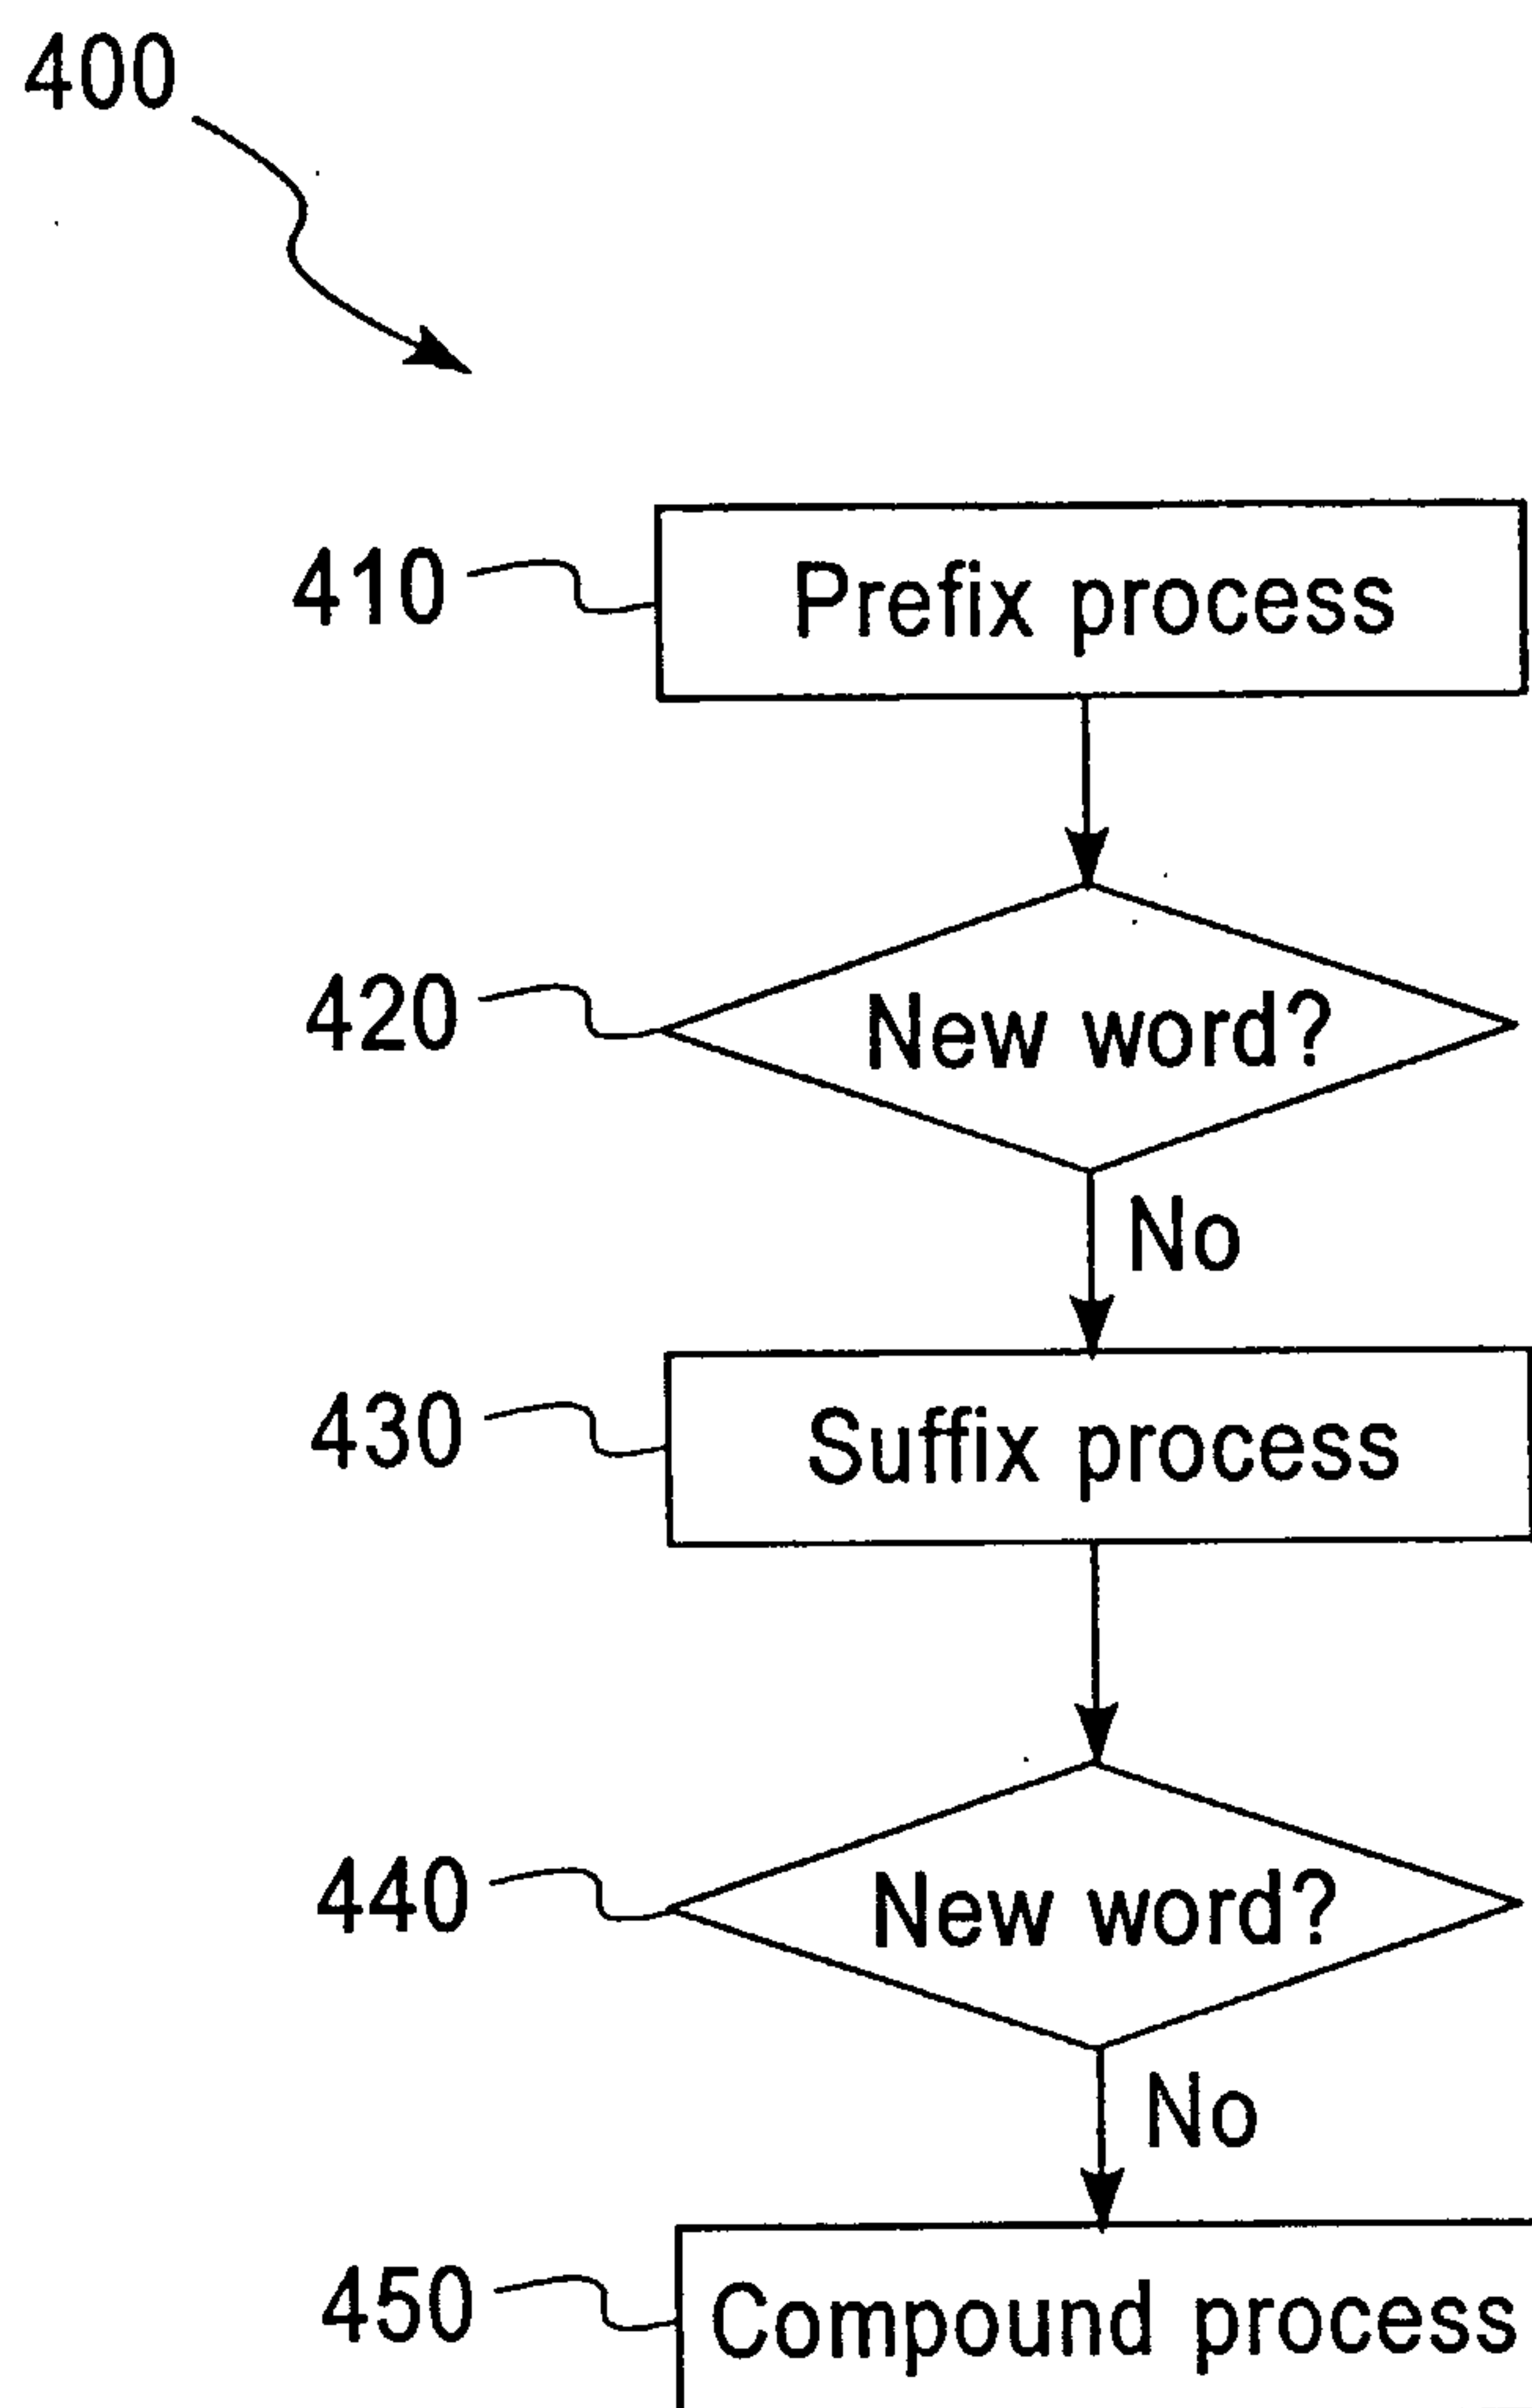 400
410 Prefix process
420 New word?
No
430 Suffix process
440 New word?
No
450 Compound process